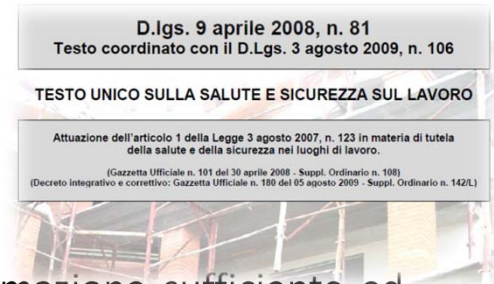 D.lgs. 9 aprile 2008, n. 81
Testo coordinato con il D.Lgs. 3 agosto 2009, n. 106
TESTO UNICO SULLA SALUTE E SICUREZZA SUL LAVORO
Attuazione dell'articolo 1 della Legge 3 agosto 2007, n. 123 in materia di tutela
della salute e della sicurezza nei luoghi di lavoro.
(Gazzetta Ufficiale n. 101 del 30 aprile 2008 - Suppl. Ordinario n. 108)
(Decreto integrativo e correttivo: Gazzetta Ufficiale n. 180 del 05 agosto 2009 - Suppl. Ordinario n. 142/L)
mazione sufficiente ed